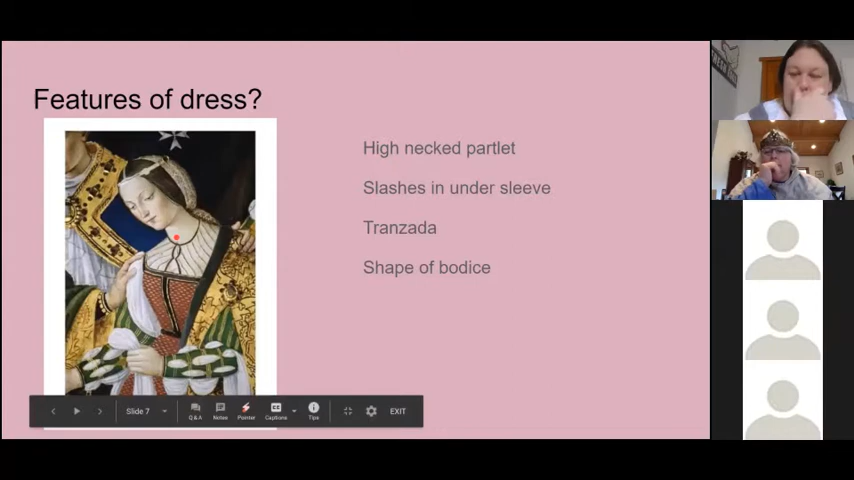 Features of dress?
High necked partlet
Slashes in under sleeve
Tranzada
Shape of bodice
Slide 7
Q&A
Notes
Pointer
Captions
Tips
EXIT